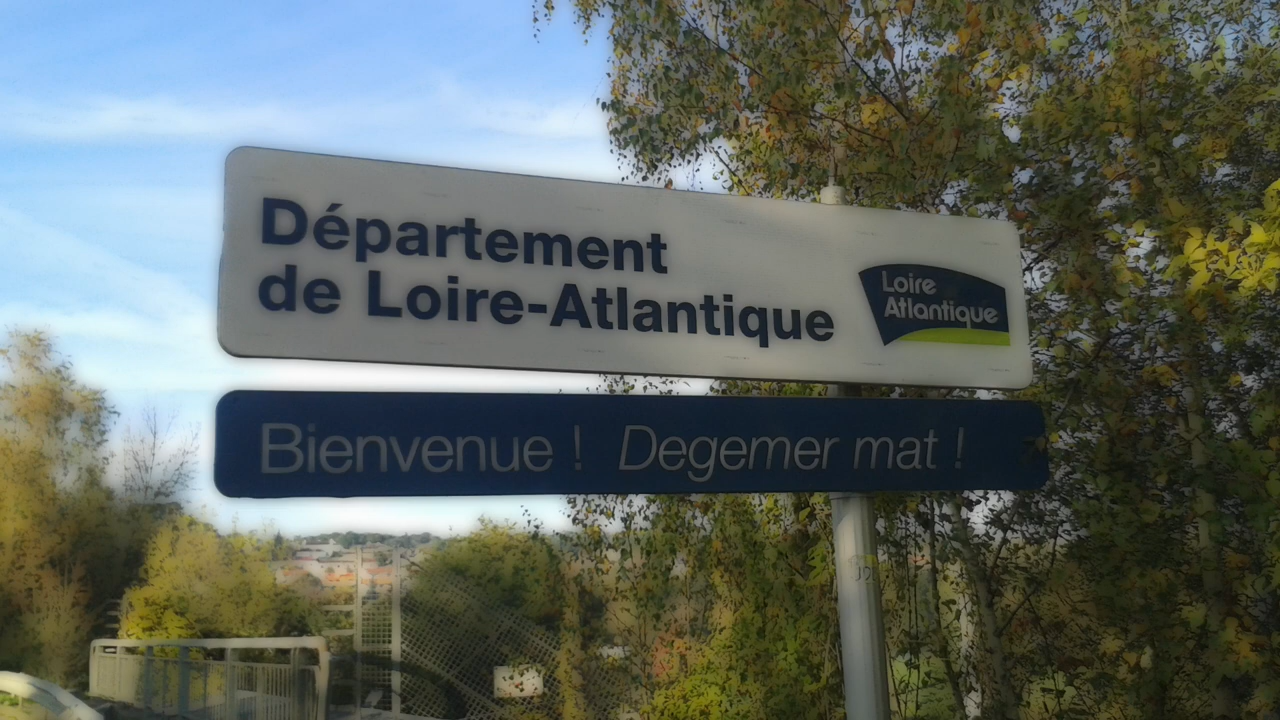 Département
de Loire-Atlantique
Loire
Atlantique
Bienvenue ! Degemer mat !